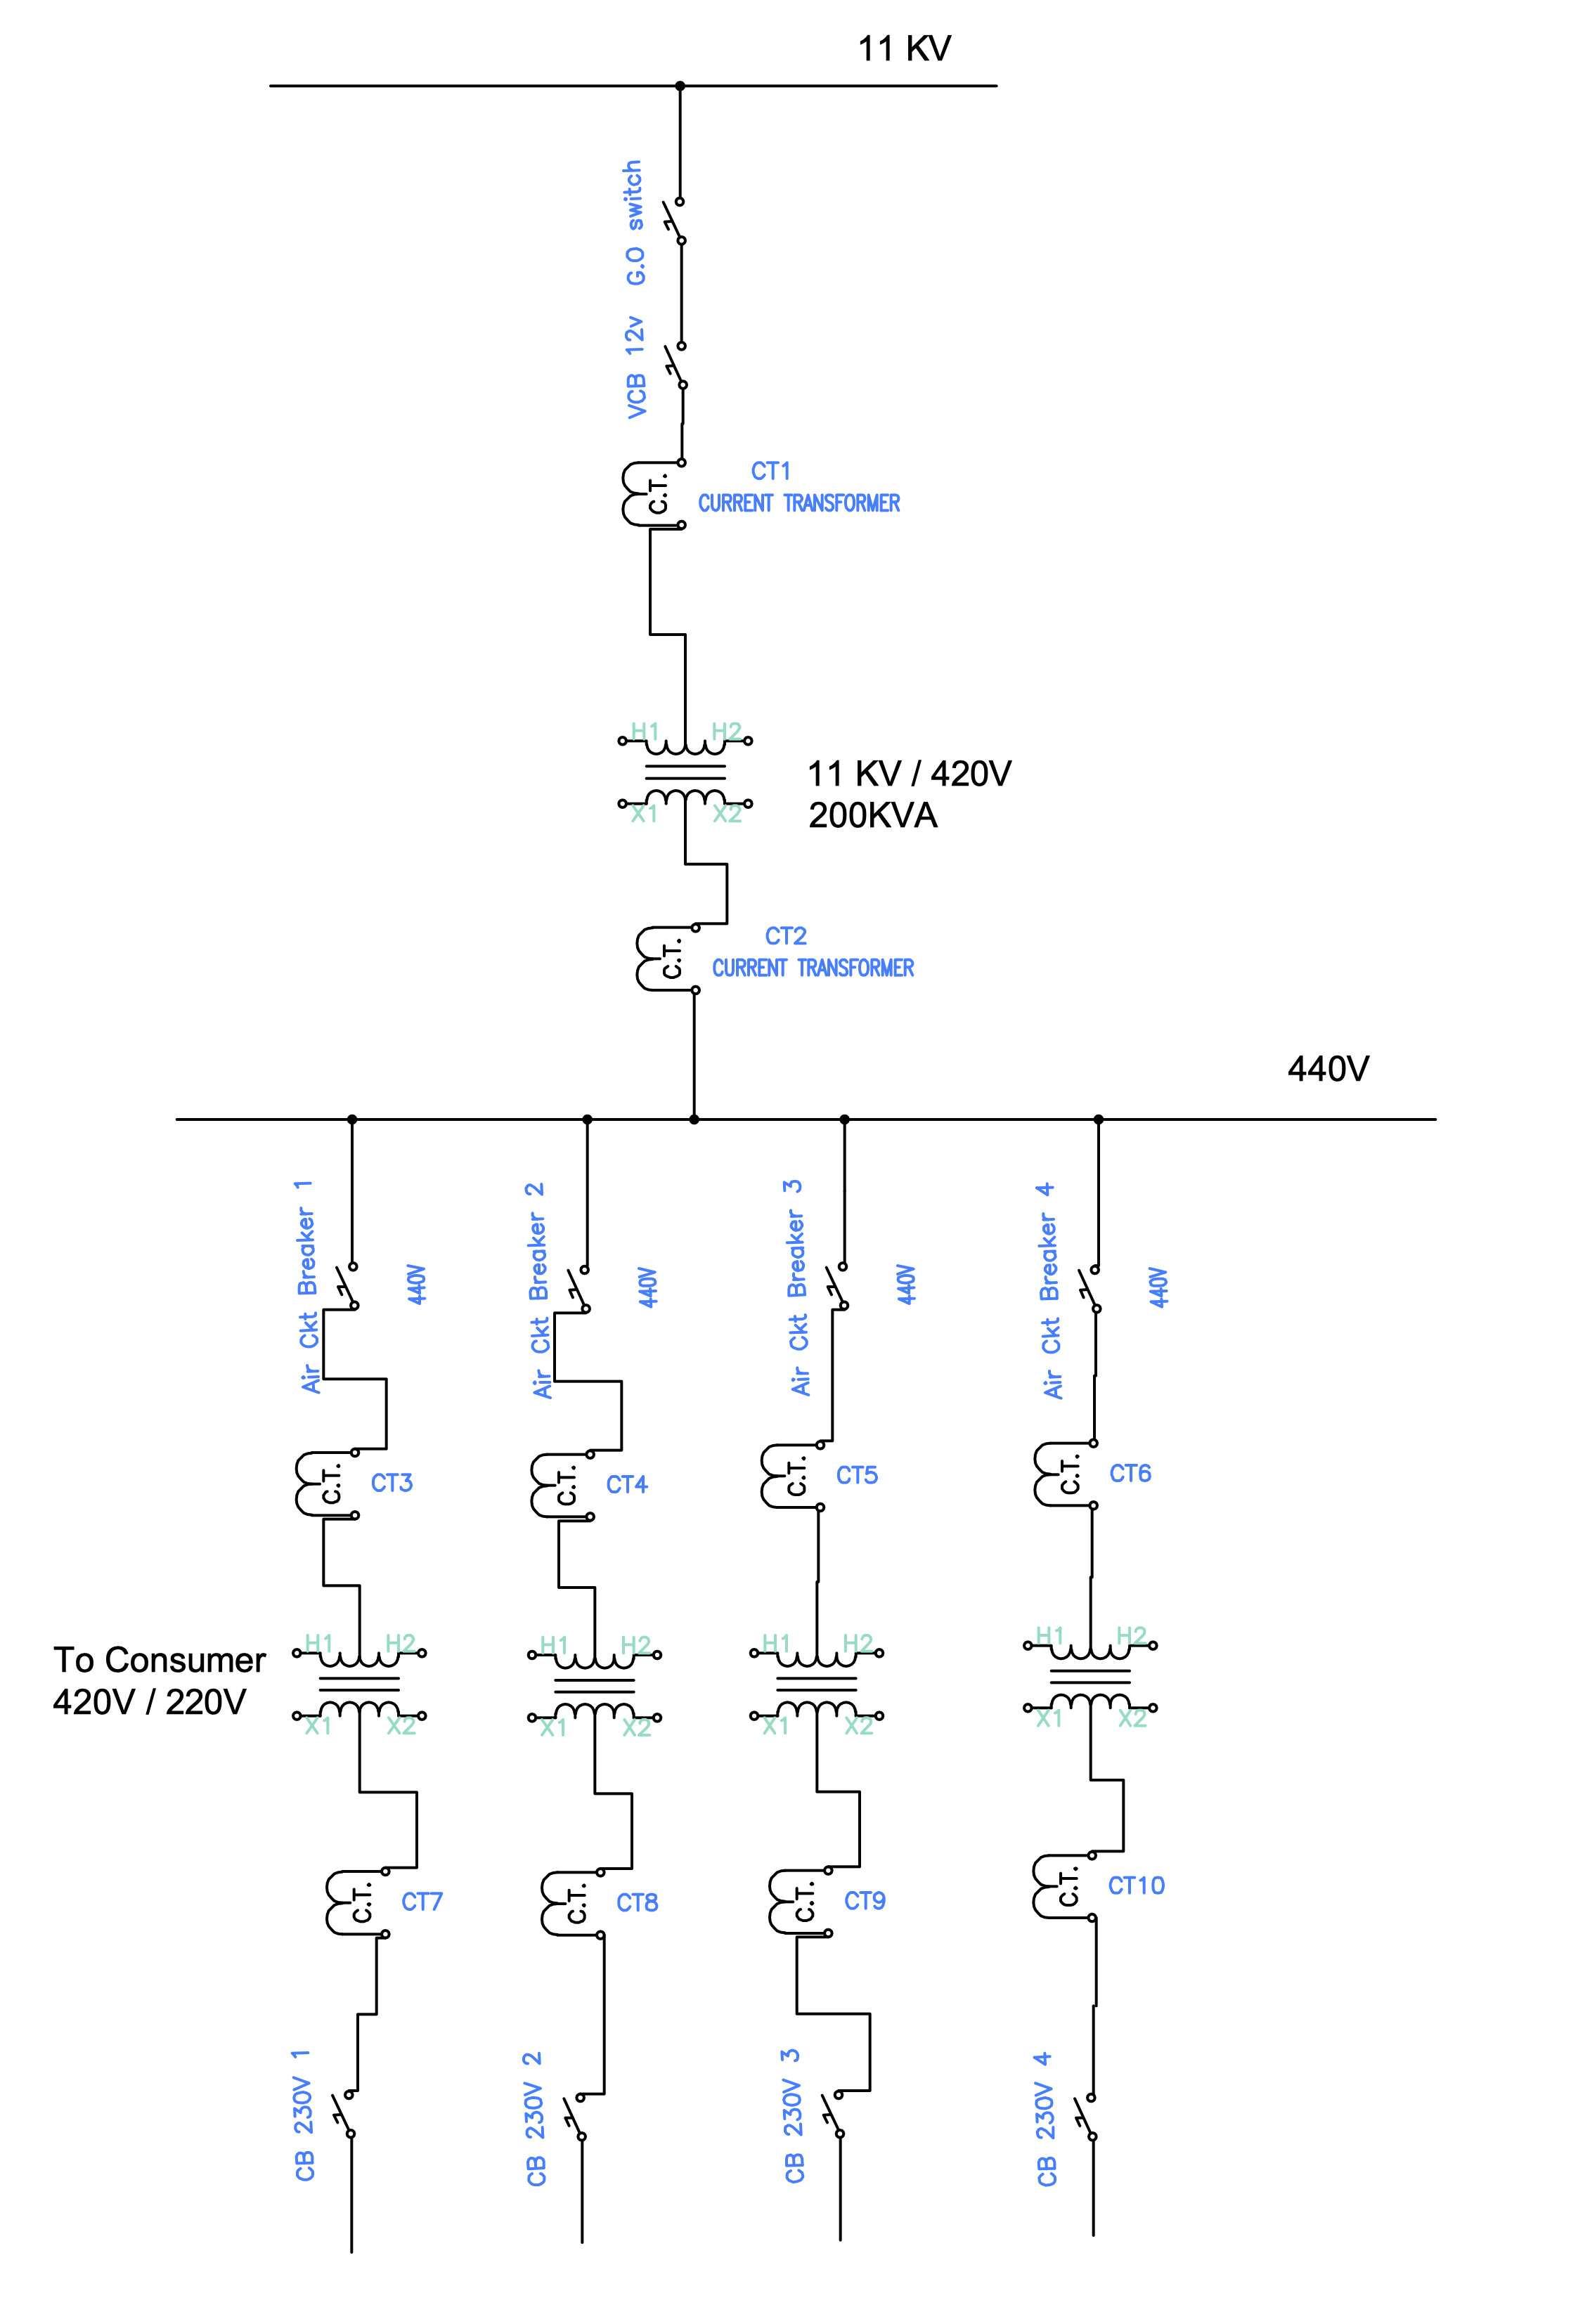 11 KV
G.O switch
VCB 12v
C.T.
CT1
CURRENT TRANSFORMER
H1 H2
X1 X2
11 KV / 420V
200KVA
C.T.
CT2
CURRENT TRANSFORMER
440V
Air Ckt Breaker 1
440V
Air Ckt Breaker 2
440V
Air Ckt Breaker 3
440V
Air Ckt Breaker 4
440V
C.T.
CT3
C.T.
CT4
C.T.
CT5
C.T.
CT6
To Consumer
420V / 220V
H1 H2
X1 X2
H1 H2
X1 X2
H1 H2
X1 X2
H1 H2
X1 X2
C.T.
CT7
C.T.
CT8
C.T.
CT9
C.T.
CT10
CB 230V 1
CB 230V 2
CB 230V 3
CB 230V 4